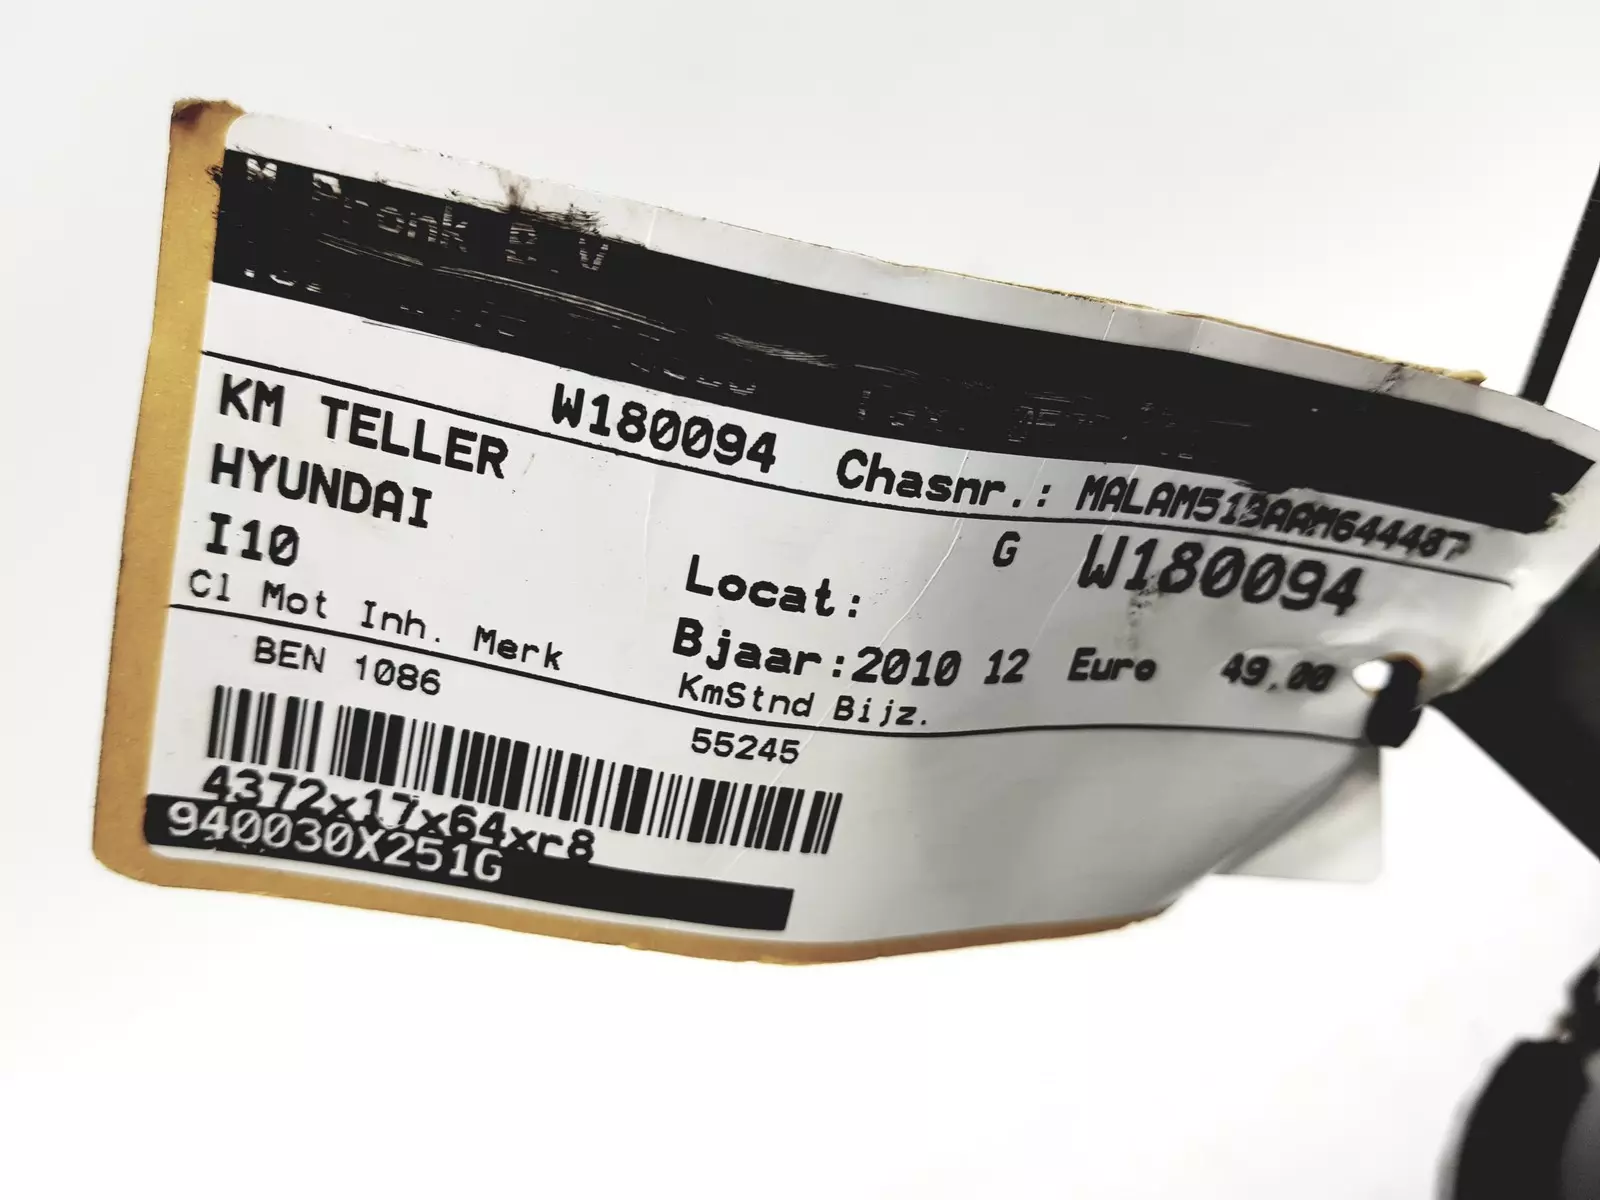 W180094 Chasnr.: MALAM513AAM644487
KM TELLER G W180094
HYUNDAI Locat:
I10 Bjaar:2010 12 Euro 49,00
Cl Mot Inh. Merk KmStnd Bijz.
BEN 1086 55245
4372x17x64xr8
940030X251G